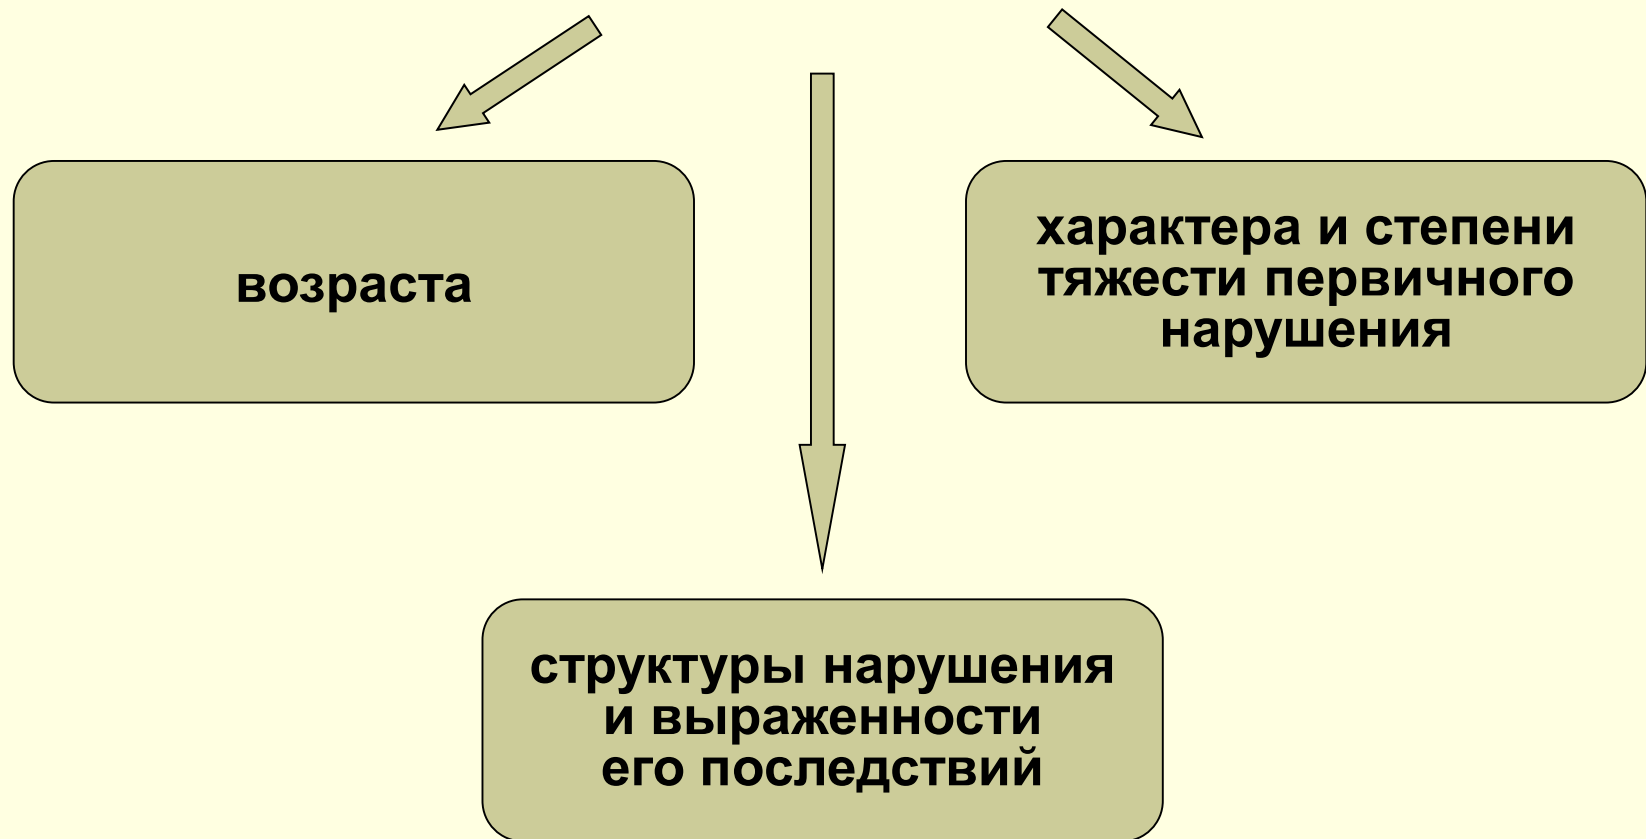 возраста
характера и степени
тяжести первичного
нарушения
структуры нарушения
и выраженности
его последствий